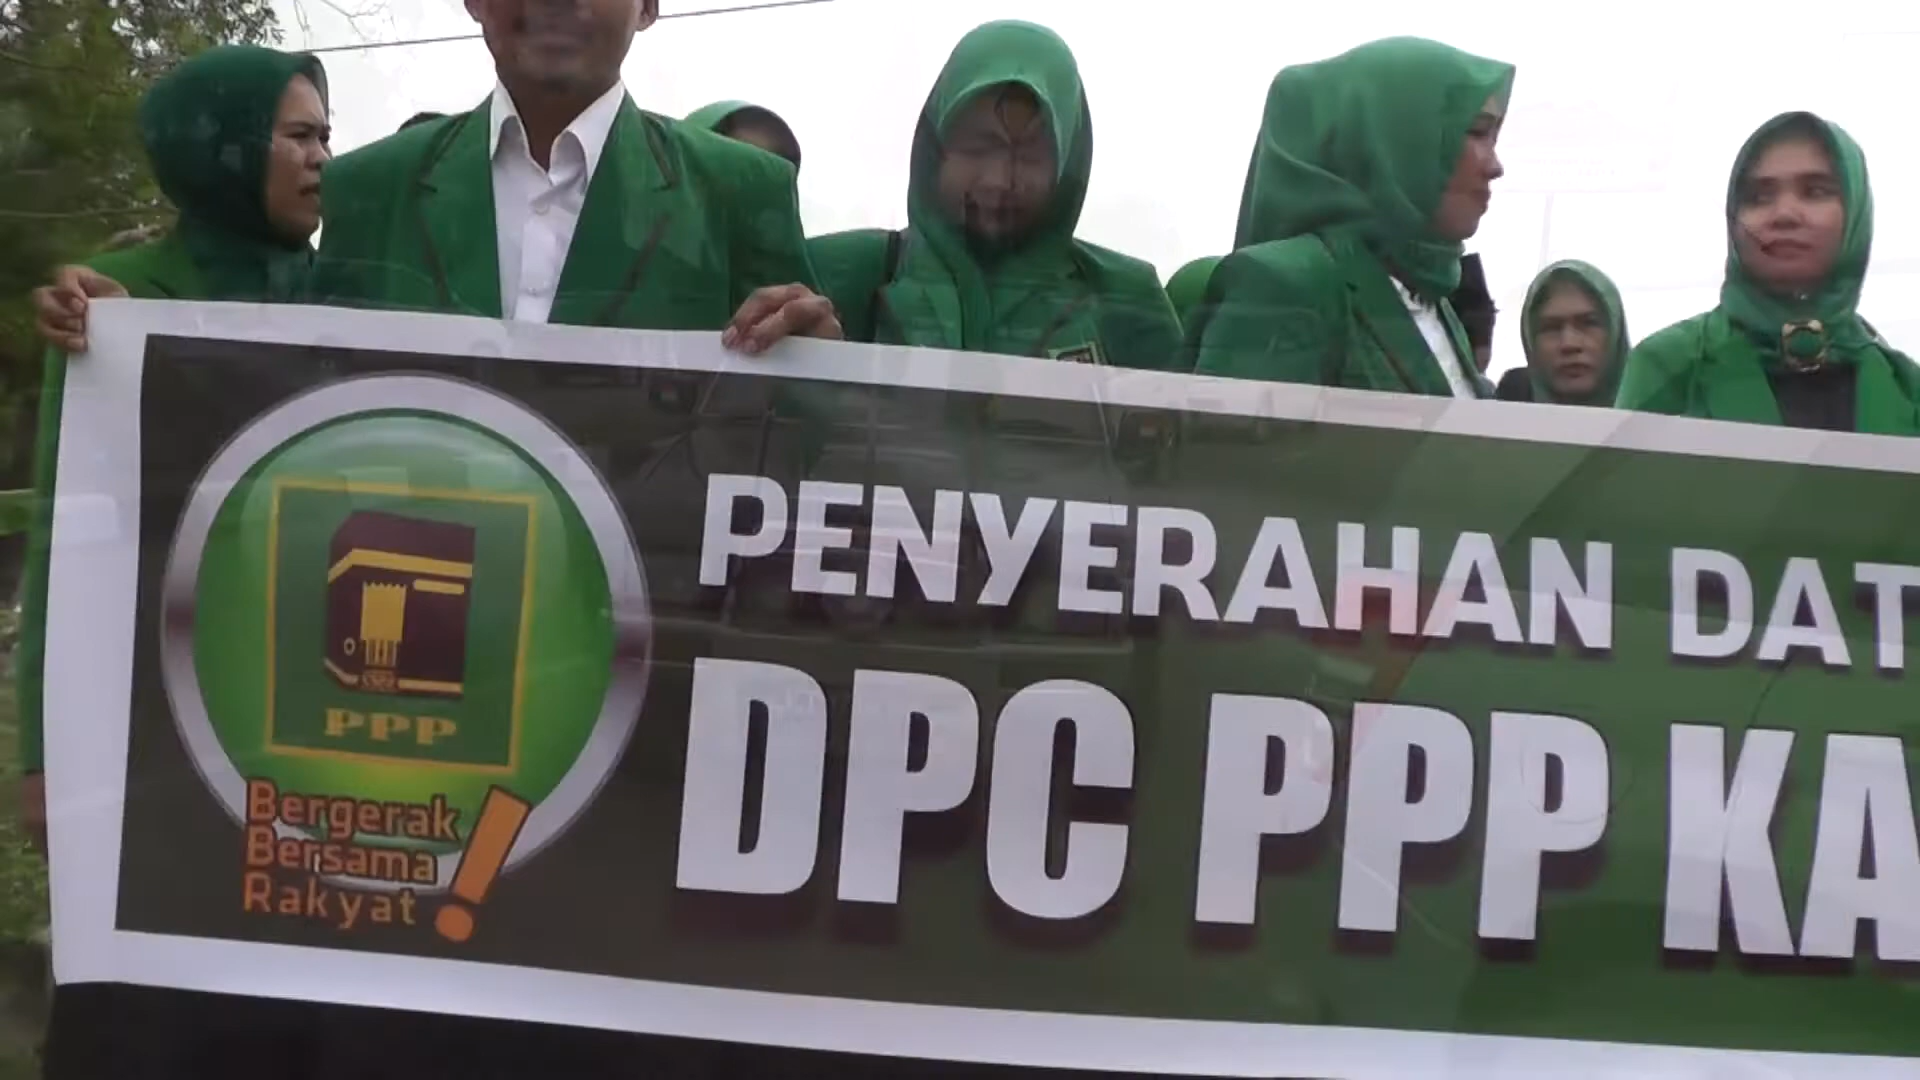 PENYERAHAN DAT
DPC PPP KA
PPP
Bergerak
Bersama
Rakyat!